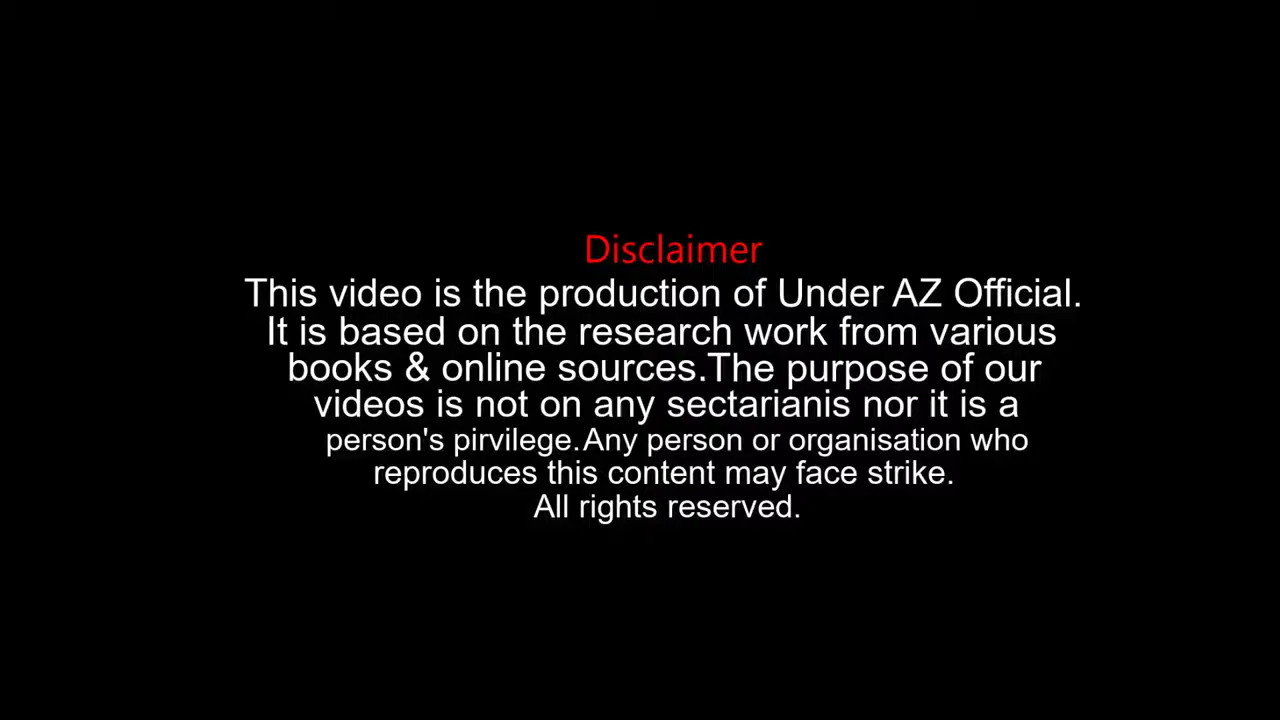 Disclaimer
This video is the production of Under AZ Official.
It is based on the research work from various
books & online sources.The purpose of our
videos is not on any sectarianis nor it is a
person's pirvilege.Any person or organisation who
reproduces this content may face strike.
All rights reserved.